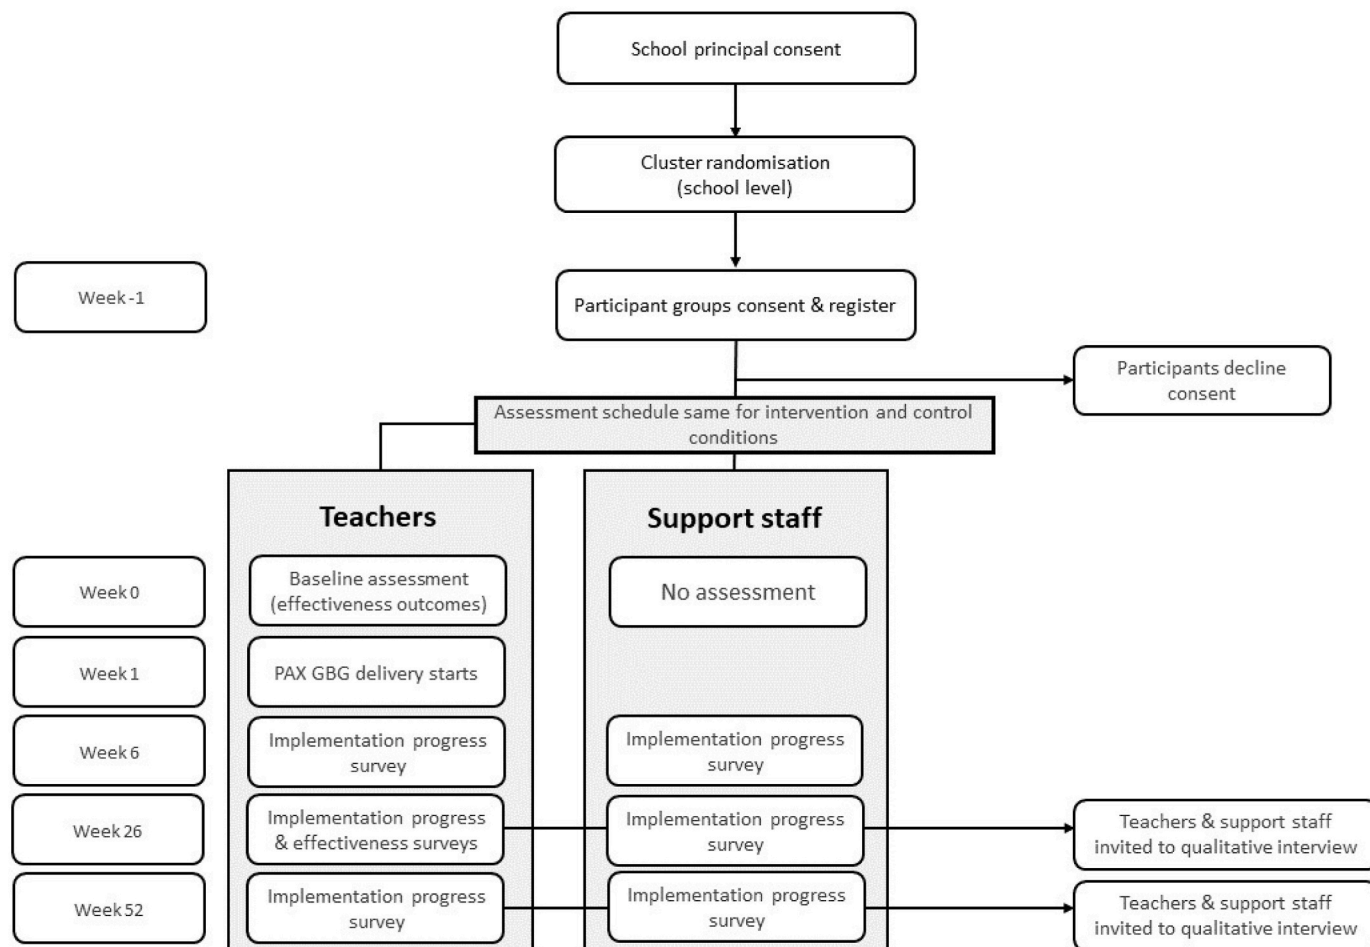 School principal consent
Cluster randomisation
(school level)
Week -1
Participant groups consent & register
Participants decline
consent
Assessment schedule same for intervention and control
conditions
Teachers
Support staff
Week 0
Baseline assessment
(effectiveness outcomes)
No assessment
Week 1
PAX GBG delivery starts
Week 6
Implementation progress
survey
Implementation progress
survey
Week 26
Implementation progress
& effectiveness surveys
Implementation progress
survey
Teachers & support staff
invited to qualitative interview
Week 52
Implementation progress
survey
Implementation progress
survey
Teachers & support staff
invited to qualitative interview